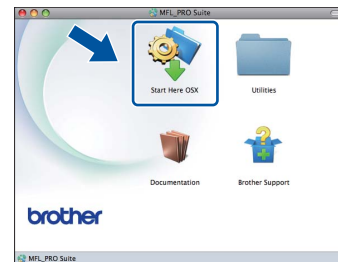 MFL_PRO Suite
Start Here OSX
Utilities
Documentation
Brother Support
brother
MFL_PRO Suite